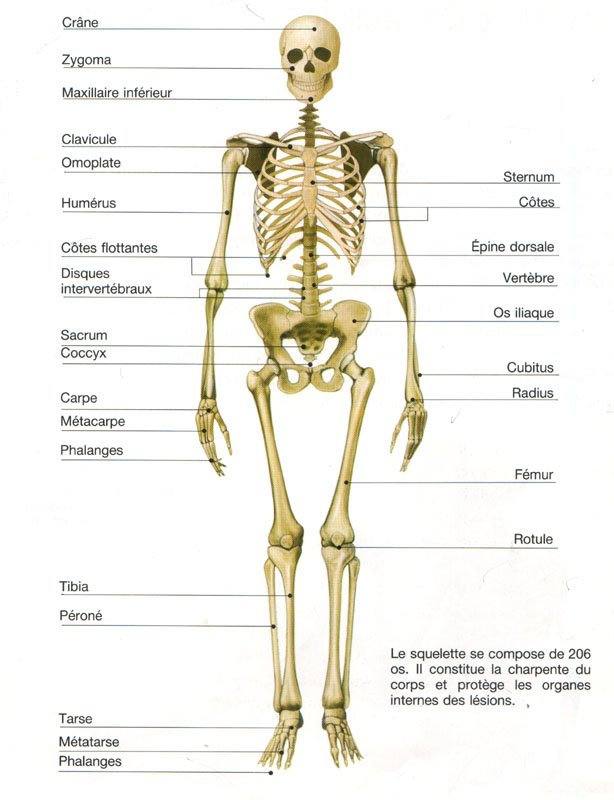 Crâne
Zygoma
Maxillaire inférieur
Clavicule
Omoplate
Humérus
Côtes flottantes
Disques
intervertébraux
Sacrum
Coccyx
Carpe
Métacarpe
Phalanges
Tibia
Péroné
Tarse
Métatarse
Phalanges
Sternum
Côtes
Épine dorsale
Vertèbre
Os iliaque
Cubitus
Radius
Fémur
Rotule
Le squelette se compose de 206
os. Il constitue la charpente du
corps et protège les organes
internes des lésions.